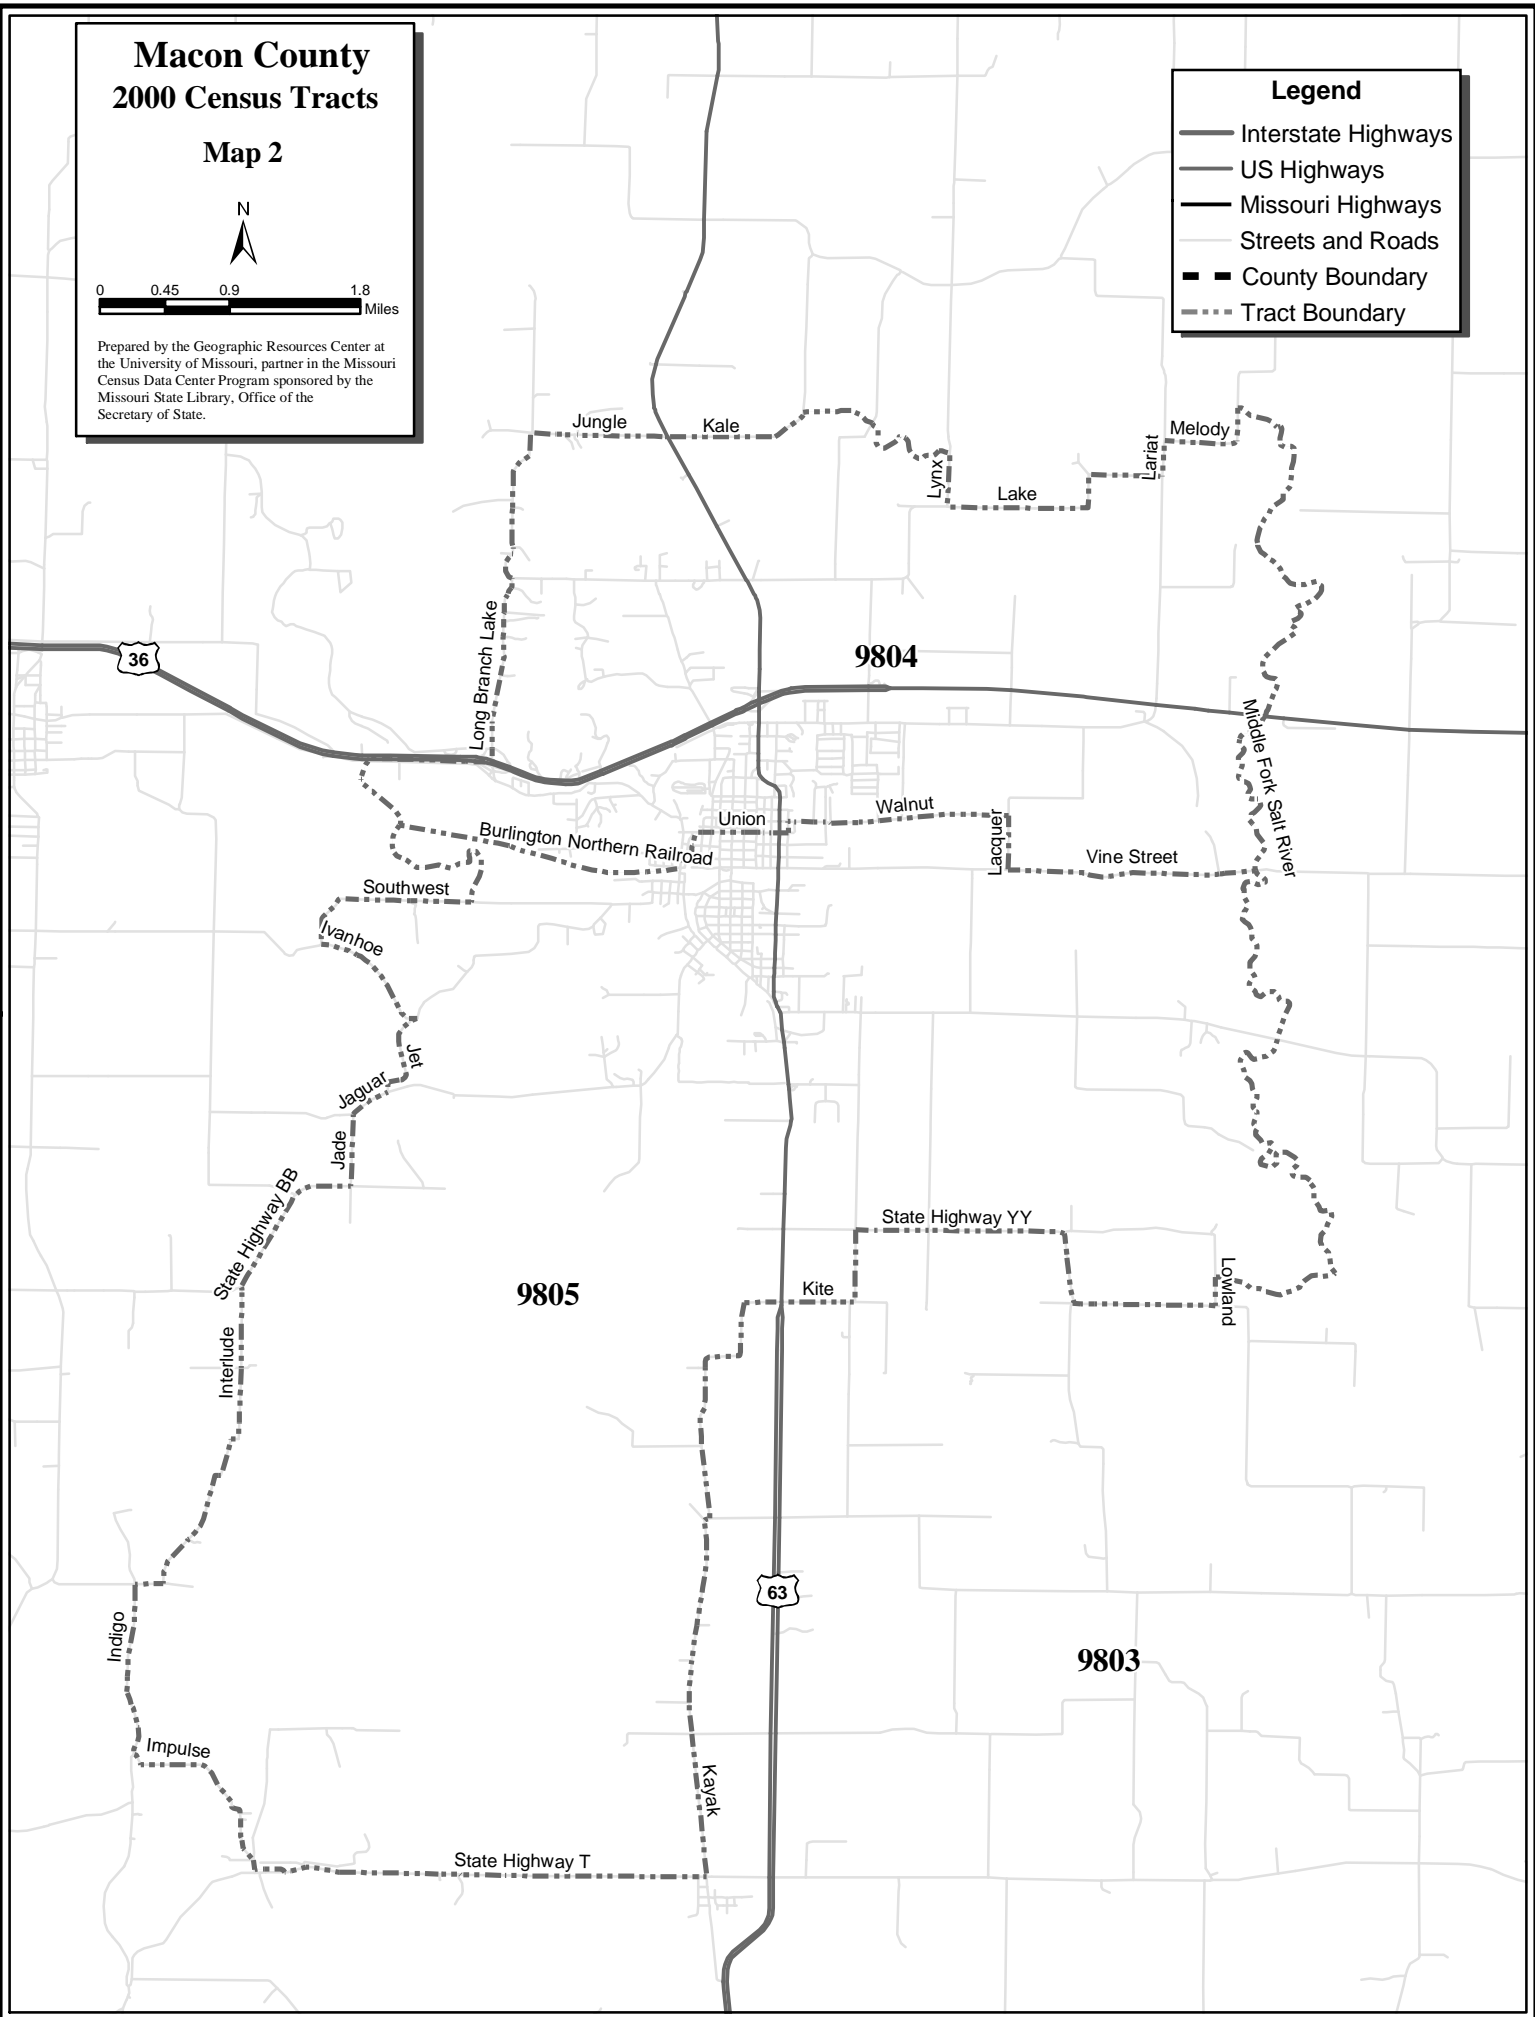 Macon County
2000 Census Tracts
Map 2
N
0 0.45 0.9 1.8
Miles
Prepared by the Geographic Resources Center at
the University of Missouri, partner in the Missouri
Census Data Center Program sponsored by the
Missouri State Library, Office of the
Secretary of State.
Legend
Interstate Highways
US Highways
Missouri Highways
Streets and Roads
County Boundary
Tract Boundary
Jungle
Kale
Melody
Lariat
Lynx
Lake
Long Branch Lake
36
9804
Middle Fork Salt River
Walnut
Union
Lacquer
Burlington Northern Railroad
Vine Street
Southwest
Ivanhoe
Jet
Jaguar
Jade
State Highway BB
State Highway YY
9805
Kite
Lowland
Interlude
63
Indigo
9803
Impulse
Kayak
State Highway T